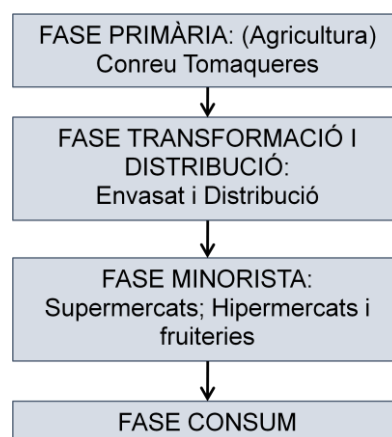 FASE PRIMÀRIA: (Agricultura)
Conreu Tomaqueres
FASE TRANSFORMACIÓ I
DISTRIBUCIÓ:
Envasat i Distribució
FASE MINORISTA:
Supermercats; Hipermercats i
fruiteries
FASE CONSUM